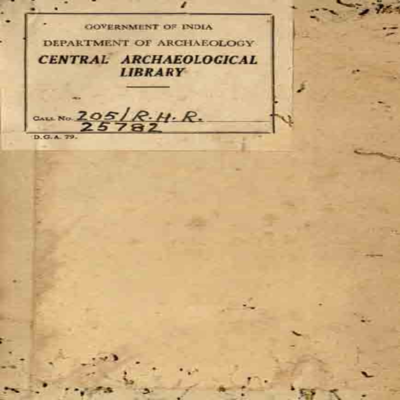 GOVERNMENT OF INDIA
DEPARTMENT OF ARCHAEOLOGY
CENTRAL ARCHAEOLOGICAL
LIBRARY
CALL No. 205/R.H.R.
25782
D.G.A. 79.